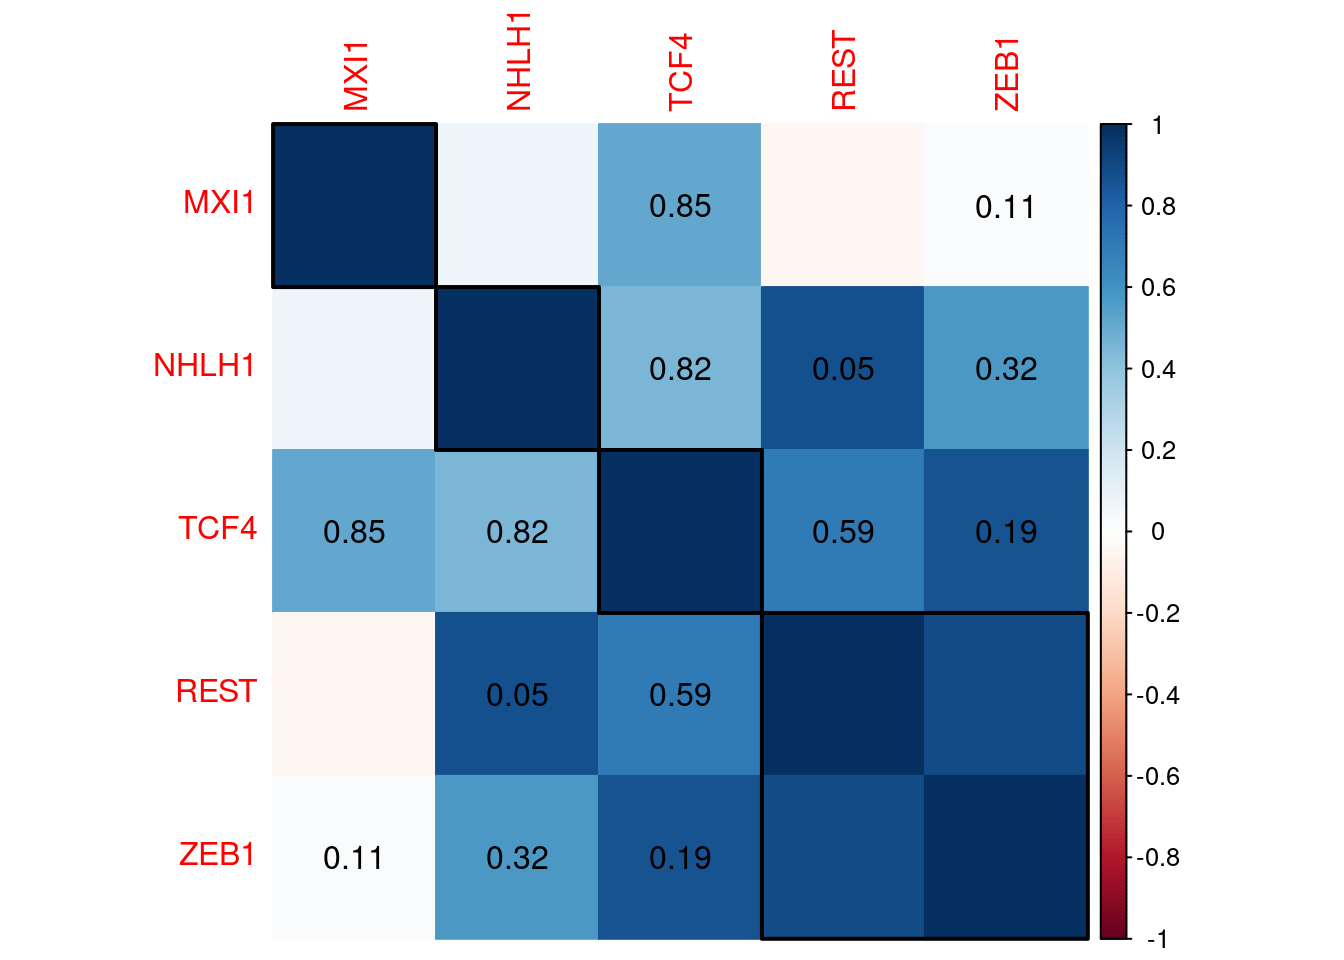 MXI1 NHLH1 TCF4 REST ZEB1
1
MXI1 0.85 0.11
0.8
0.6
NHLH1 0.82 0.05 0.32
0.4
0.2
TCF4 0.85 0.82 0.59 0.19
0
-0.2
REST 0.05 0.59
-0.4
-0.6
ZEB1 0.11 0.32 0.19
-0.8
-1